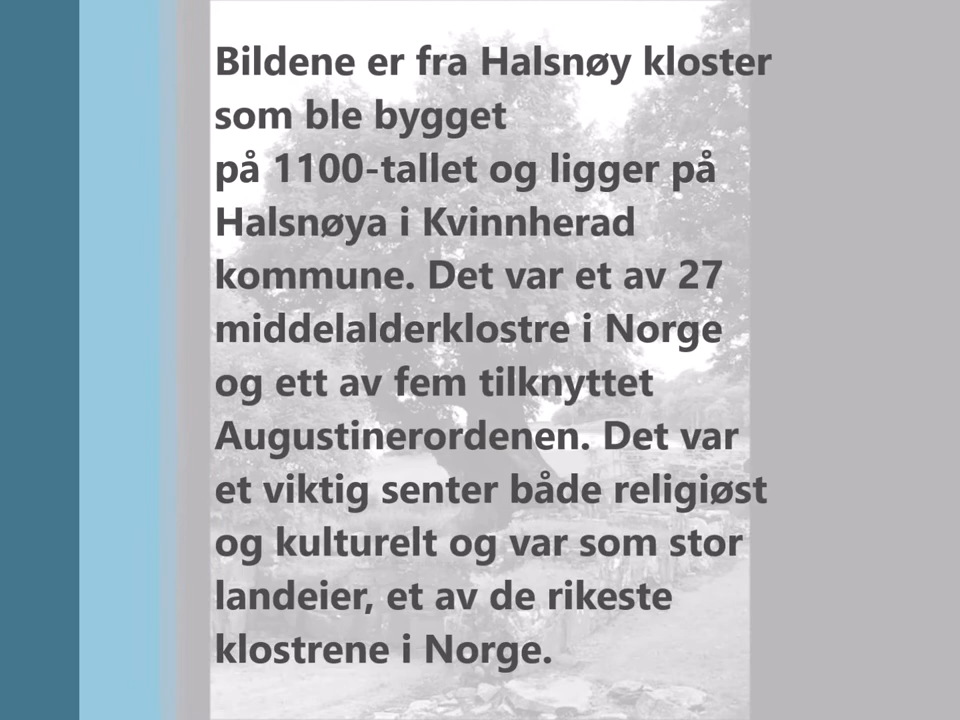 Bildene er fra Halsnøy kloster
som ble bygget
på 1100-tallet og ligger på
Halsnøya i Kvinnherad
kommune. Det var et av 27
middelalderklostre i Norge
og ett av fem tilknyttet
Augustinerordenen. Det var
et viktig senter både religiøst
og kulturelt og var som stor
landeier, et av de rikeste
klostrene i Norge.